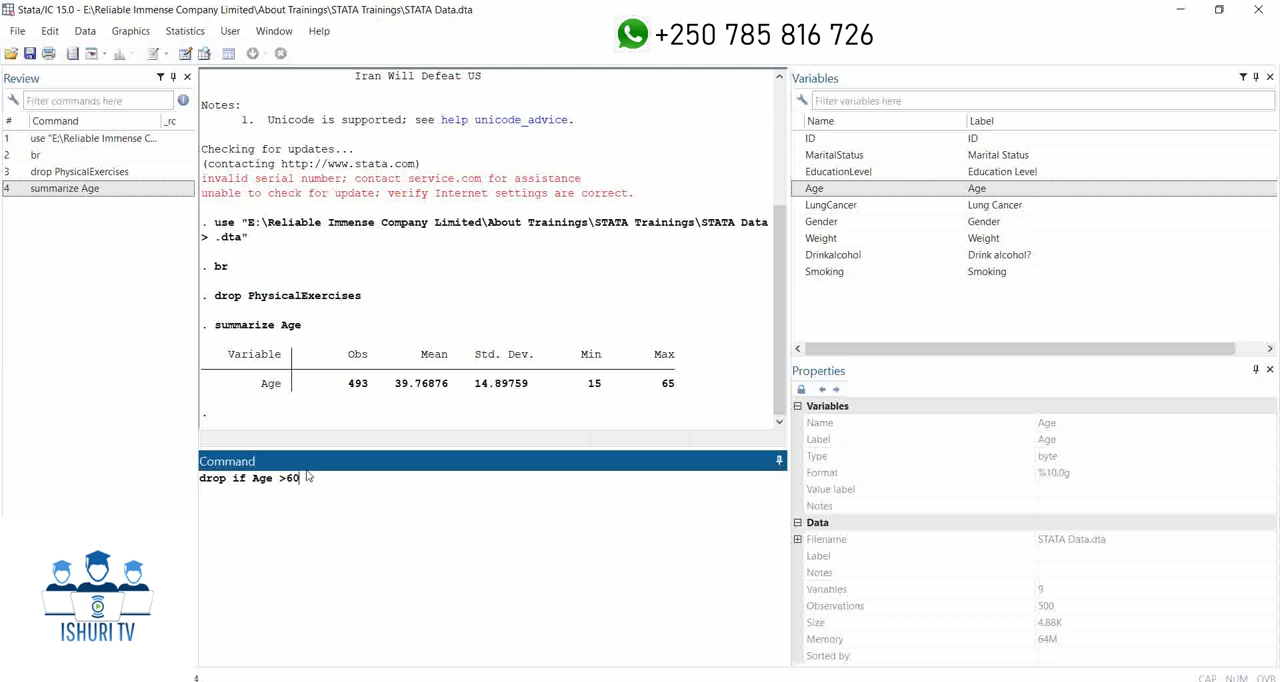 Stata/IC 15.0 - E:\Reliable Immense Company Limited\About Trainings\STATA Trainings\STATA Data.dta
+250 785 816 726
File Edit Data Graphics Statistics User Window Help
Review
Filter commands here
# Command _rc
1 use "E:\Reliable Immense C...
2 br
3 drop PhysicalExercises
4 summarize Age
Iran Will Defeat US
Notes:
1. Unicode is supported; see help unicode_advice.
Checking for updates...
(contacting http://www.stata.com)
invalid serial number; contact service.com for assistance
unable to check for update; verify Internet settings are correct.
. use "E:\Reliable Immense Company Limited\About Trainings\STATA Trainings\STATA Data
> .dta"
. br
. drop PhysicalExercises
. summarize Age
Variable Obs Mean Std. Dev. Min Max
Age 493 39.76876 14.89759 15 65
.
Command
drop if Age >60
Variables
Filter variables here
Name Label
ID ID
MaritalStatus Marital Status
EducationLevel Education Level
Age Age
LungCancer Lung Cancer
Gender Gender
Weight Weight
Drinkalcohol Drink alcohol?
Smoking Smoking
Properties
Variables
Name Age
Label Age
Type byte
Format %10.0g
Value label
Notes
Data
Filename STATA Data.dta
Label
Notes
Variables 9
Observations 500
Size 4.88K
Memory 64M
Sorted by
ISHURI TV
CAP NUM OVR